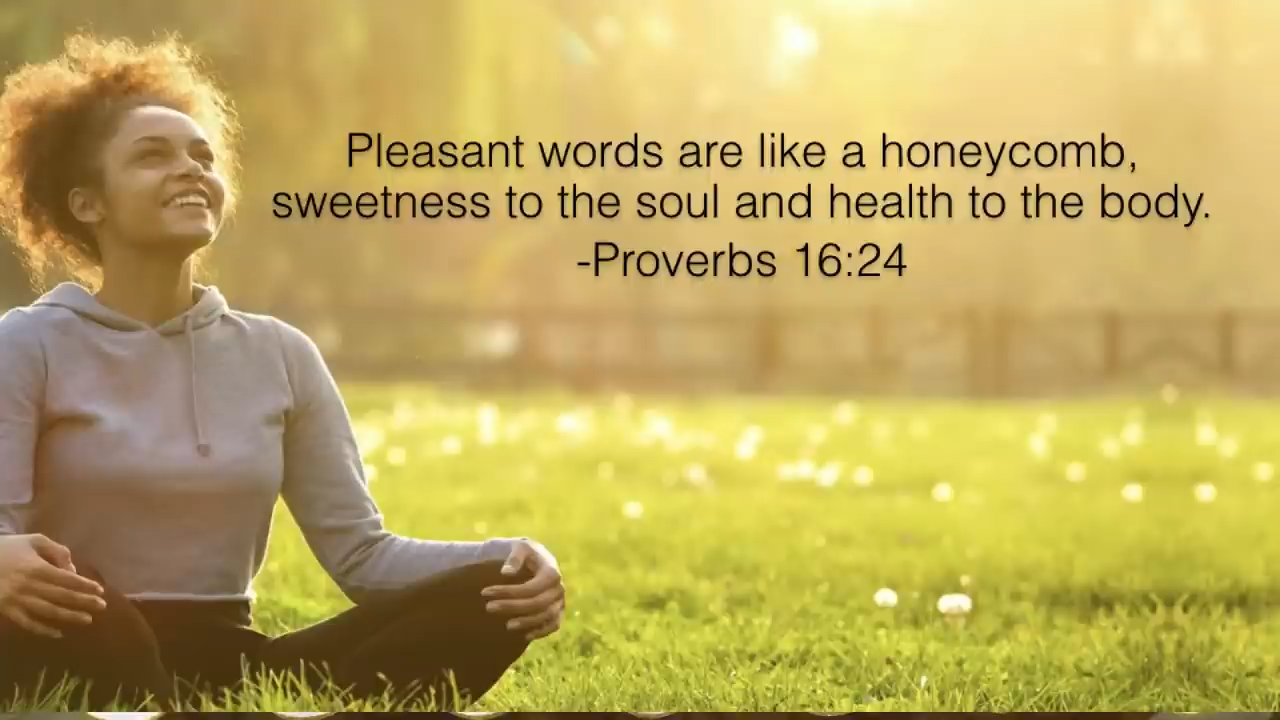 Pleasant words are like a honeycomb,
sweetness to the soul and health to the body.
-Proverbs 16:24